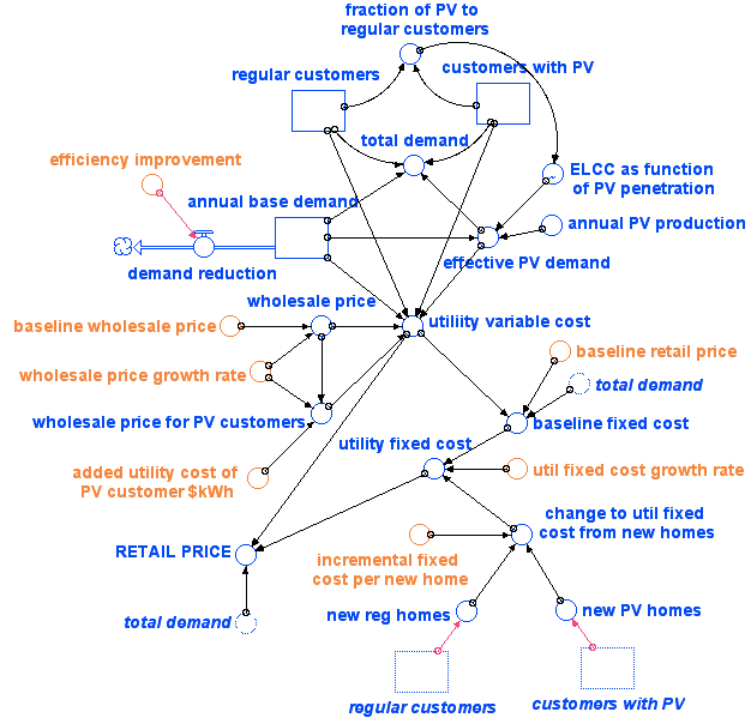 fraction of PV to
regular customers
regular customers
customers with PV
total demand
efficiency improvement
ELCC as function
of PV penetration
annual base demand
annual PV production
demand reduction
effective PV demand
wholesale price
baseline wholesale price
utiliity variable cost
baseline retail price
wholesale price growth rate
total demand
wholesale price for PV customers
baseline fixed cost
utility fixed cost
added utility cost of
PV customer $kWh
util fixed cost growth rate
change to util fixed
cost from new homes
RETAIL PRICE
incremental fixed
cost per new home
total demand
new reg homes
new PV homes
regular customers
customers with PV